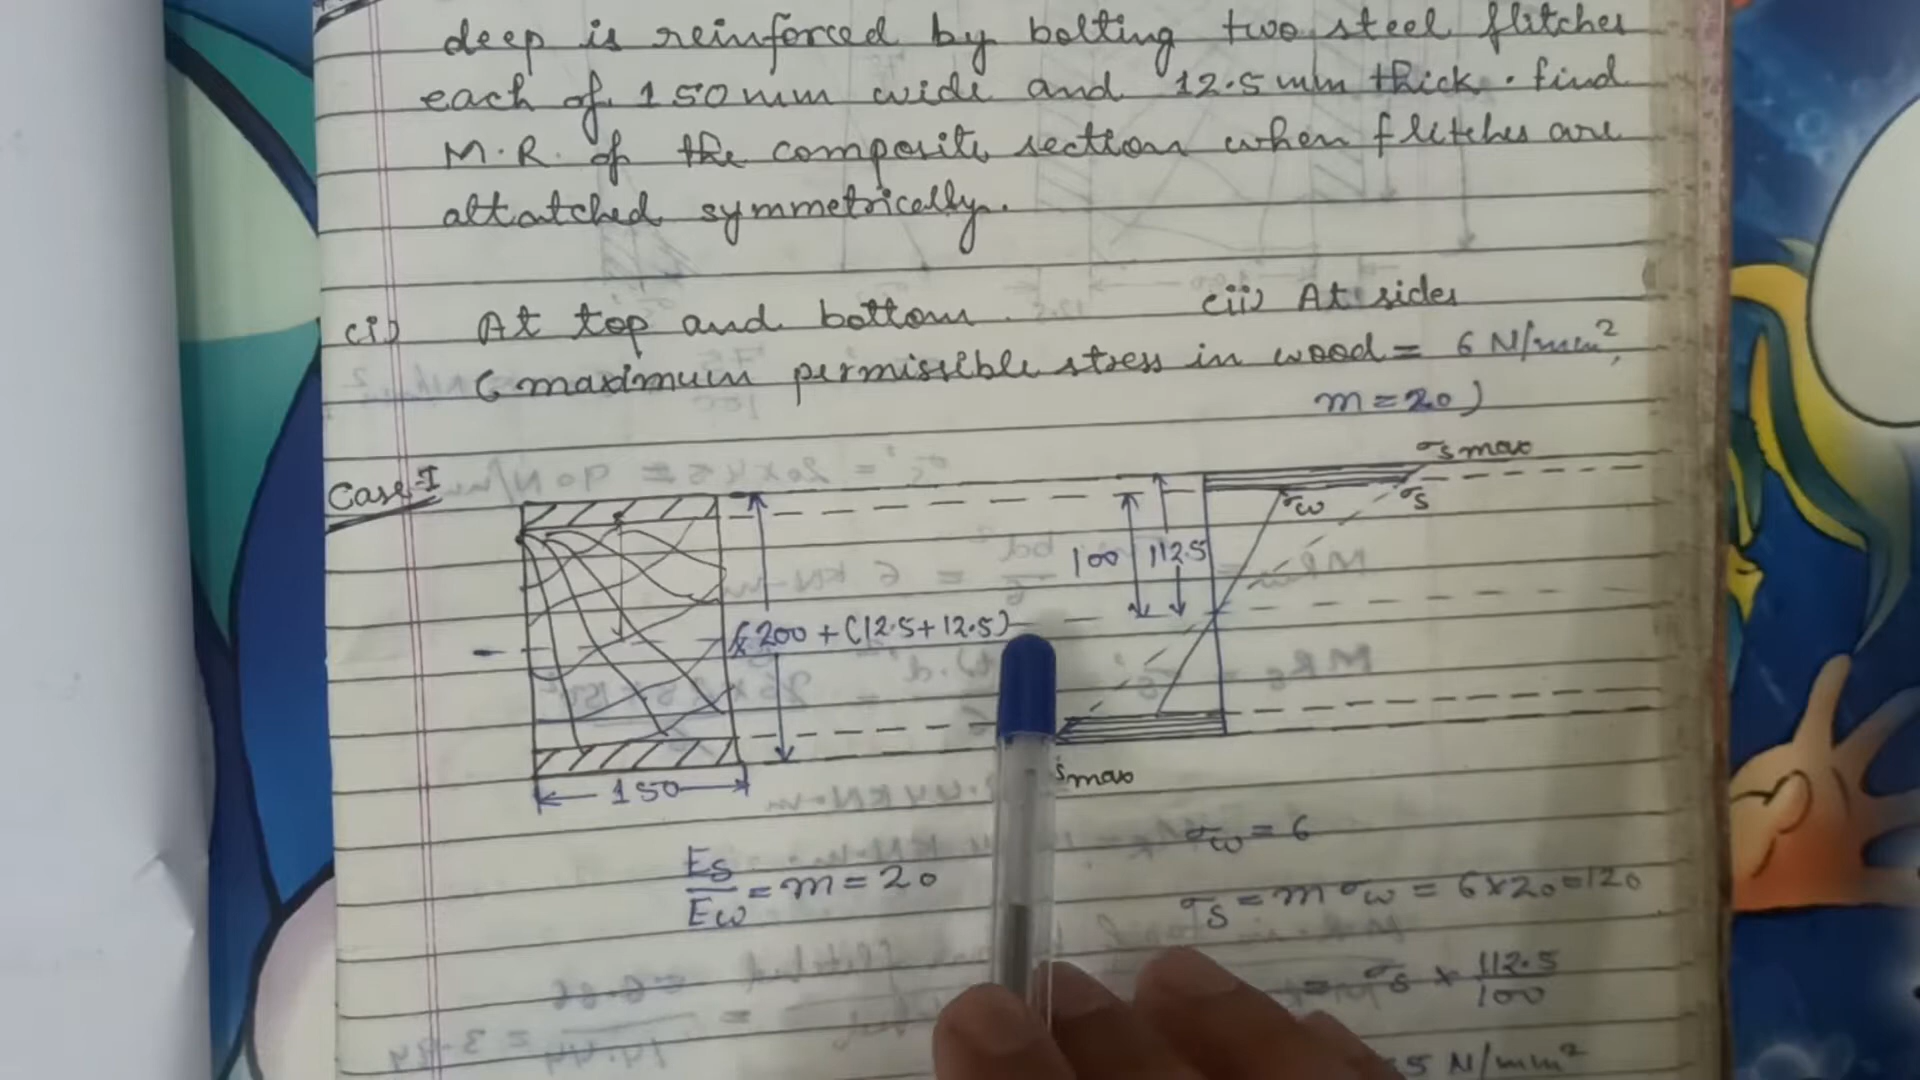 deep is reinforced by bolting two steel flitches
each of 150 mm wide and 12.5 mm thick. find
M.R. of the composite section when flitches are
altatched symmetrically.
(i) At top and bottom. (ii) At sides
( maximum permissible stress in wood = 6 N/mm²,
m = 20)
Case-I
σs max
σw σs
100 112.5
200 + (12.5 + 12.5)
150
smax
Es/Ew = m = 20
σw = 6
σs = m σw = 6 × 20 = 120
= σs × 112.5/100
5 N/mm²